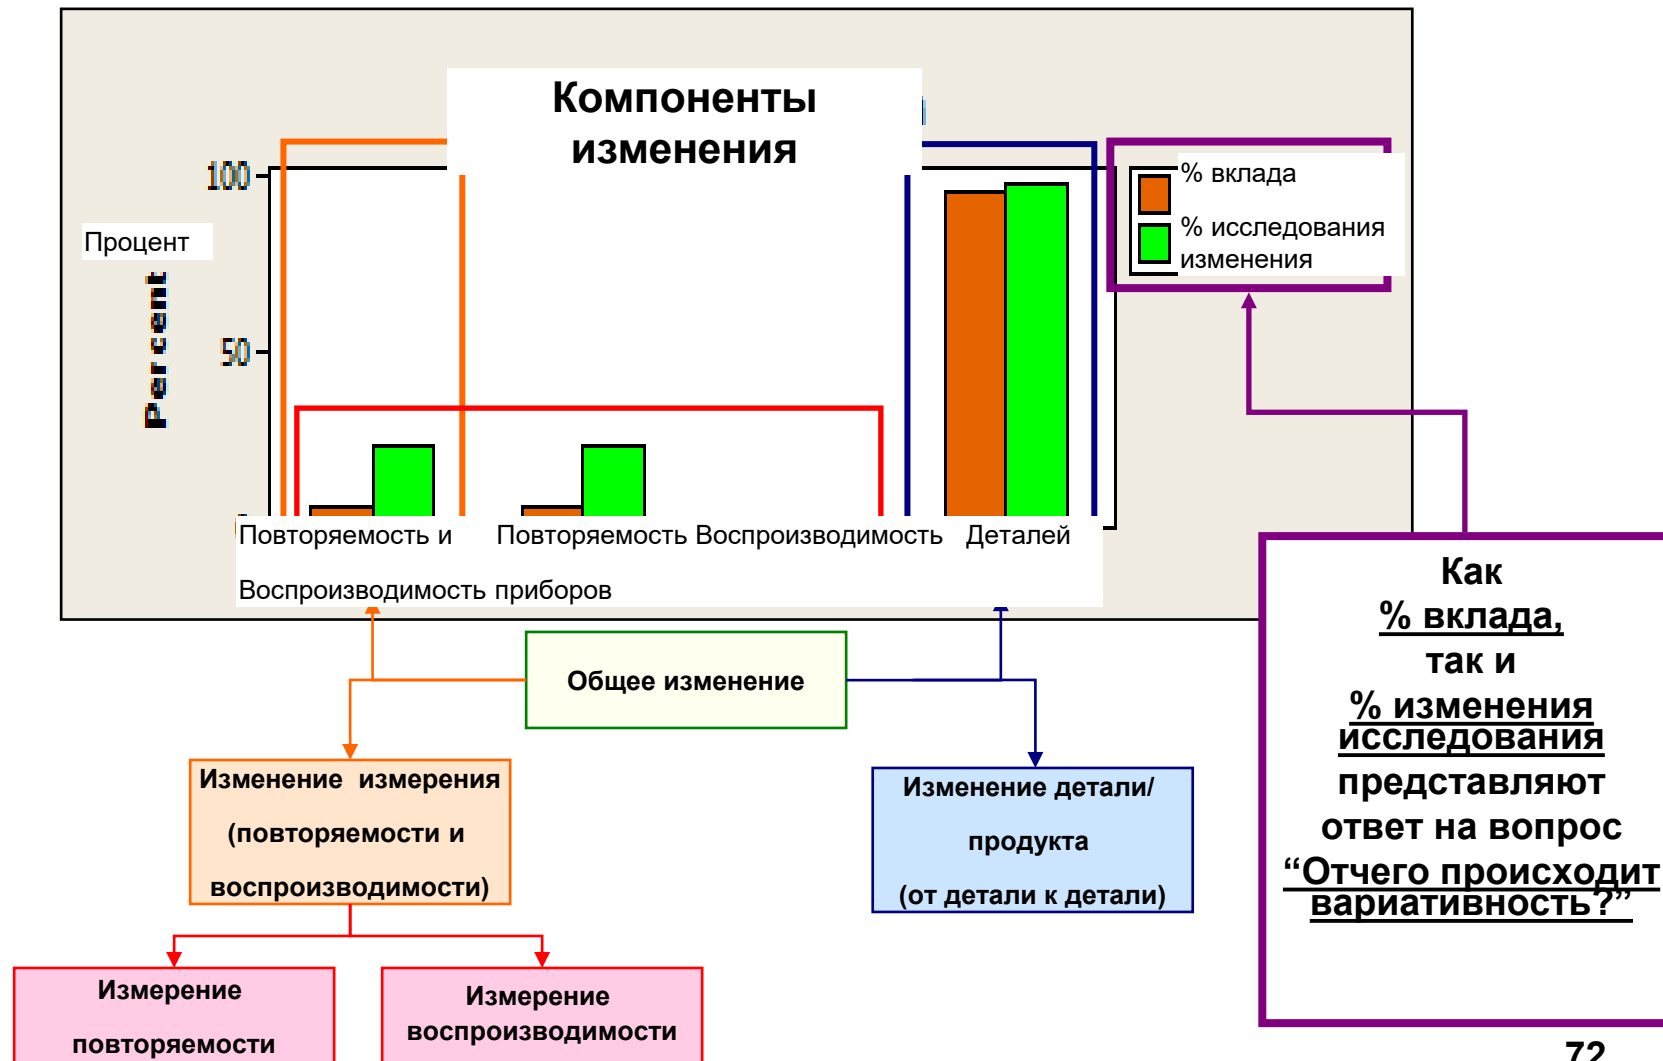 Компоненты
изменения
% вклада
% исследования
изменения
Процент
Percent
100
50
Повторяемость и
Воспроизводимость приборов
Повторяемость
Воспроизводимость
Деталей
Общее изменение
Изменение измерения
(повторяемости и
воспроизводимости)
Изменение детали/
продукта
(от детали к детали)
Измерение
повторяемости
Измерение
воспроизводимости
Как
% вклада,
так и
% изменения
исследования
представляют
ответ на вопрос
“Отчего происходит
вариативность?”
72